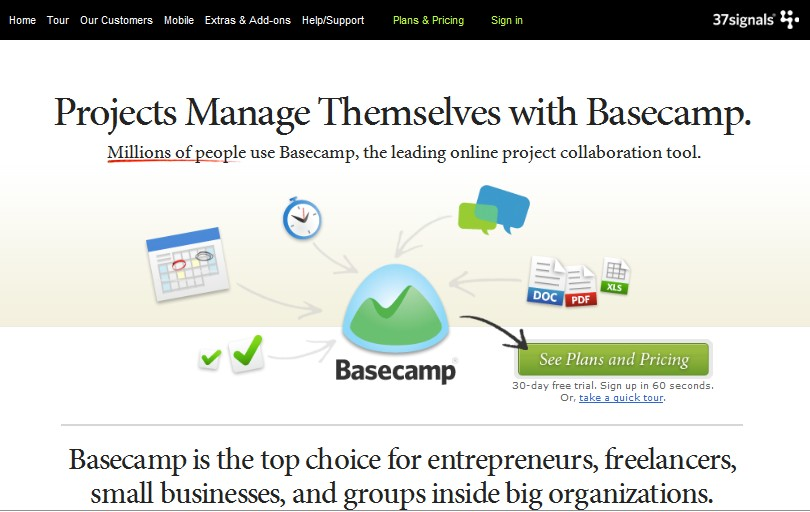 Home Tour Our Customers Mobile Extras & Add-ons Help/Support Plans & Pricing Sign in 37signals
Projects Manage Themselves with Basecamp.
Millions of people use Basecamp, the leading online project collaboration tool.
DOC PDF XLS
Basecamp
See Plans and Pricing
30-day free trial. Sign up in 60 seconds.
Or, take a quick tour.
Basecamp is the top choice for entrepreneurs, freelancers,
small businesses, and groups inside big organizations.